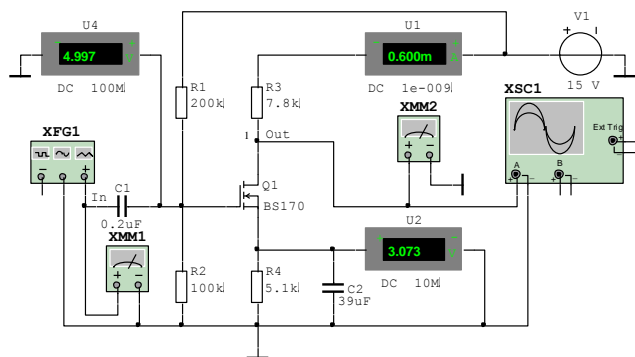 U4
4.997 V
DC 100M
U1
0.600m A
DC 1e-009
V1
15 V
R1
200k
R3
7.8k
XSC1
Ext Trig
A B
XMM2
1 Out
XFG1
In
C1
0.2uF
Q1
BS170
XMM1
U2
3.073 V
DC 10M
R2
100k
R4
5.1k
C2
39uF